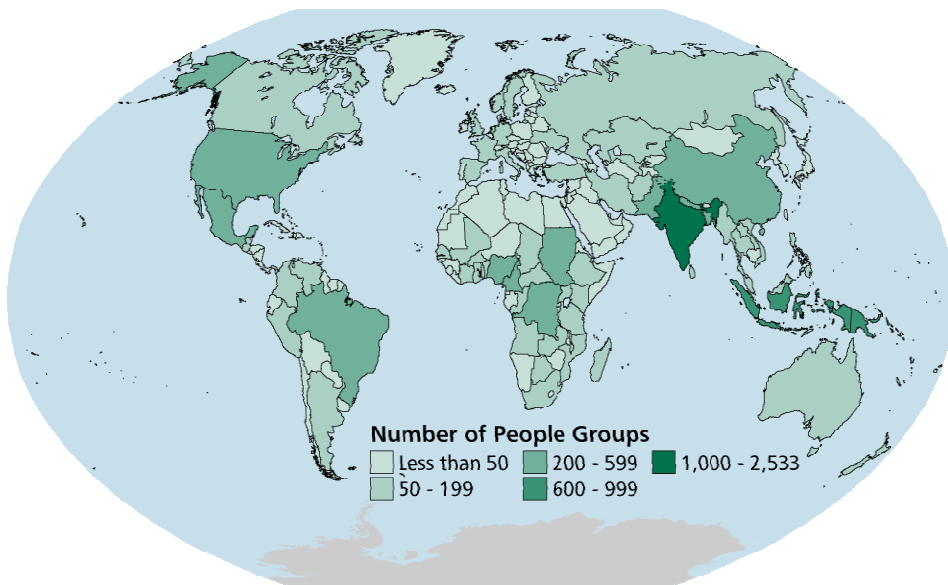 Number of People Groups
Less than 50 200 - 599 1,000 - 2,533
50 - 199 600 - 999